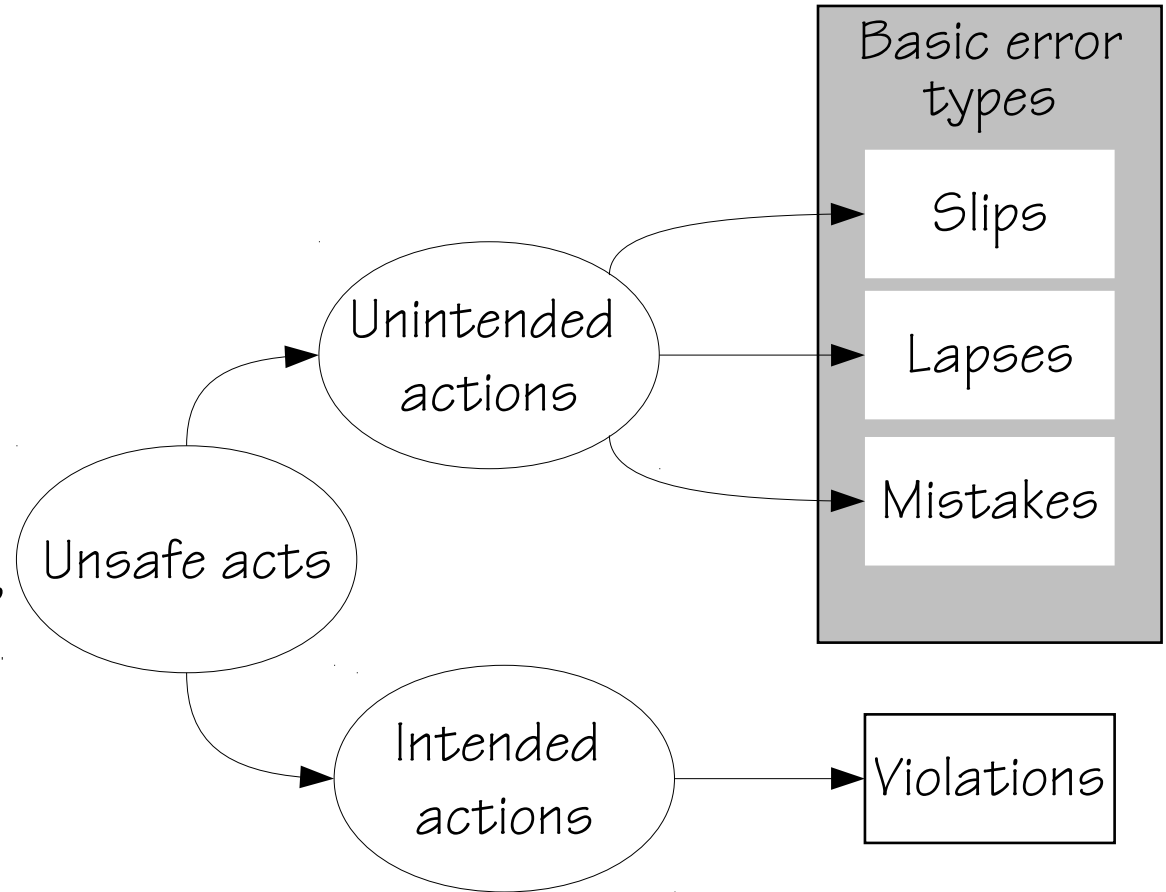 Basic error
types
Slips
Unintended
actions
Lapses
Mistakes
Unsafe acts
Intended
actions
Violations